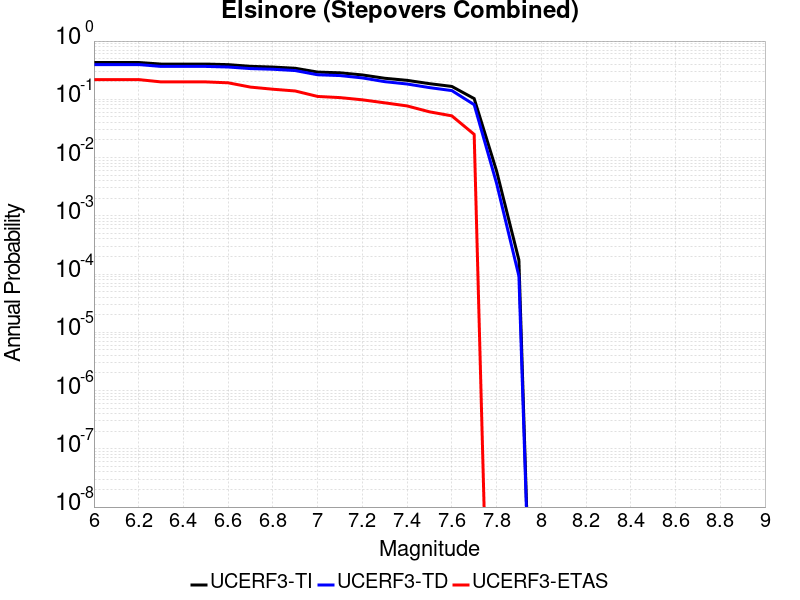 Elsinore (Stepovers Combined)
Annual Probability
10^0
10^-1
10^-2
10^-3
10^-4
10^-5
10^-6
10^-7
10^-8
6 6.2 6.4 6.6 6.8 7 7.2 7.4 7.6 7.8 8 8.2 8.4 8.6 8.8 9
Magnitude
UCERF3-TI UCERF3-TD UCERF3-ETAS